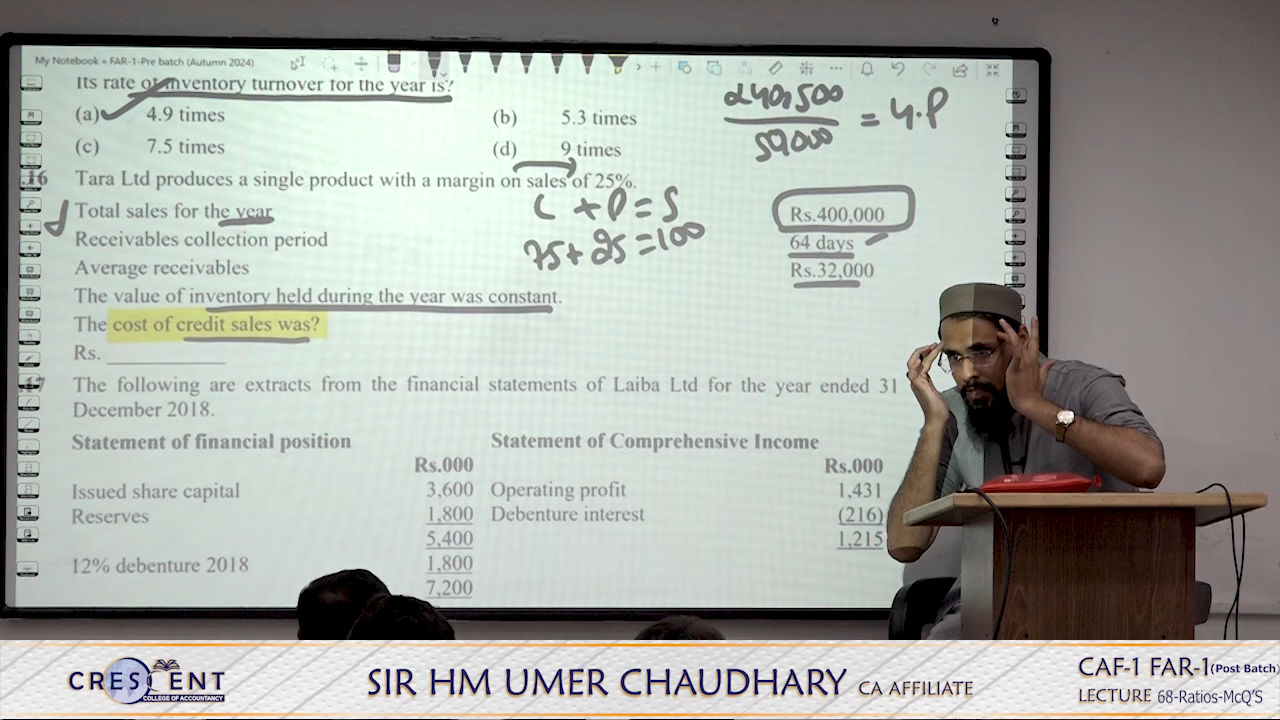 My Notebook » FAR-1-Pre batch (Autumn 2024)
Its rate of inventory turnover for the year is?
(a) 4.9 times (b) 5.3 times
(c) 7.5 times (d) 9 times
240,500
59000
= 4.9
.16 Tara Ltd produces a single product with a margin on sales of 25%.
C + P = S
75 + 25 = 100
Total sales for the year Rs.400,000
Receivables collection period 64 days
Average receivables Rs.32,000
The value of inventory held during the year was constant.
The cost of credit sales was?
Rs. ____________
.17 The following are extracts from the financial statements of Laiba Ltd for the year ended 31
December 2018.
Statement of financial position Statement of Comprehensive Income
Rs.000 Rs.000
Issued share capital 3,600 Operating profit 1,431
Reserves 1,800 Debenture interest (216)
5,400 1,215
12% debenture 2018 1,800
7,200
CRESCENT
COLLEGE OF ACCOUNTANCY
SIR HM UMER CHAUDHARY CA AFFILIATE
CAF-1 FAR-1(Post Batch)
LECTURE 68-Ratios-McQ'S